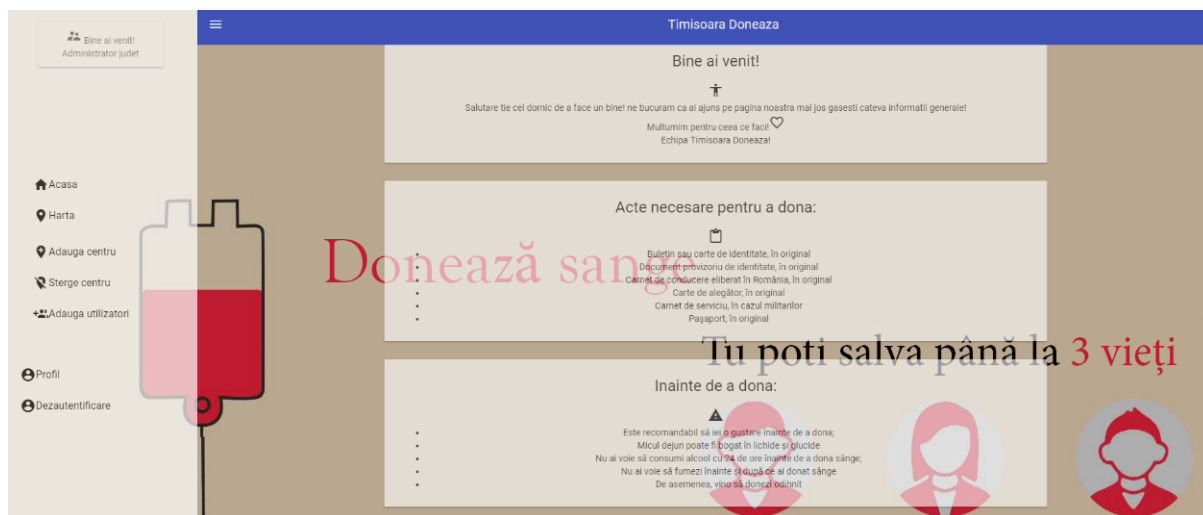 Bine ai venit!
Administrator judet
Acasa
Harta
Adauga centru
Sterge centru
Adauga utilizatori
Profil
Dezautentificare
Timisoara Doneaza
Bine ai venit!
Salutare tie cel dornic de a face un bine! ne bucuram ca ai ajuns pe pagina noastra mai jos gasesti cateva informatii generale!
Multumim pentru ceea ce faci!
Echipa Timisoara Doneaza!
Acte necesare pentru a dona:
Donează sange
Buletin sau carte de identitate, în original
Document provizoriu de identitate, în original
Carnet de conducere eliberat în România, în original
Carte de alegător, în original
Carnet de serviciu, în cazul militarilor
Pașaport, în original
Tu poti salva până la 3 vieți
Inainte de a dona:
Este recomandabil să iei o gustare înainte de a dona;
Micul dejun poate fi bogat în lichide și glucide
Nu ai voie să consumi alcool cu 24 de ore înainte de a dona sânge;
Nu ai voie să fumezi înainte și după ce ai donat sânge
De asemenea, vino să donezi odihnit